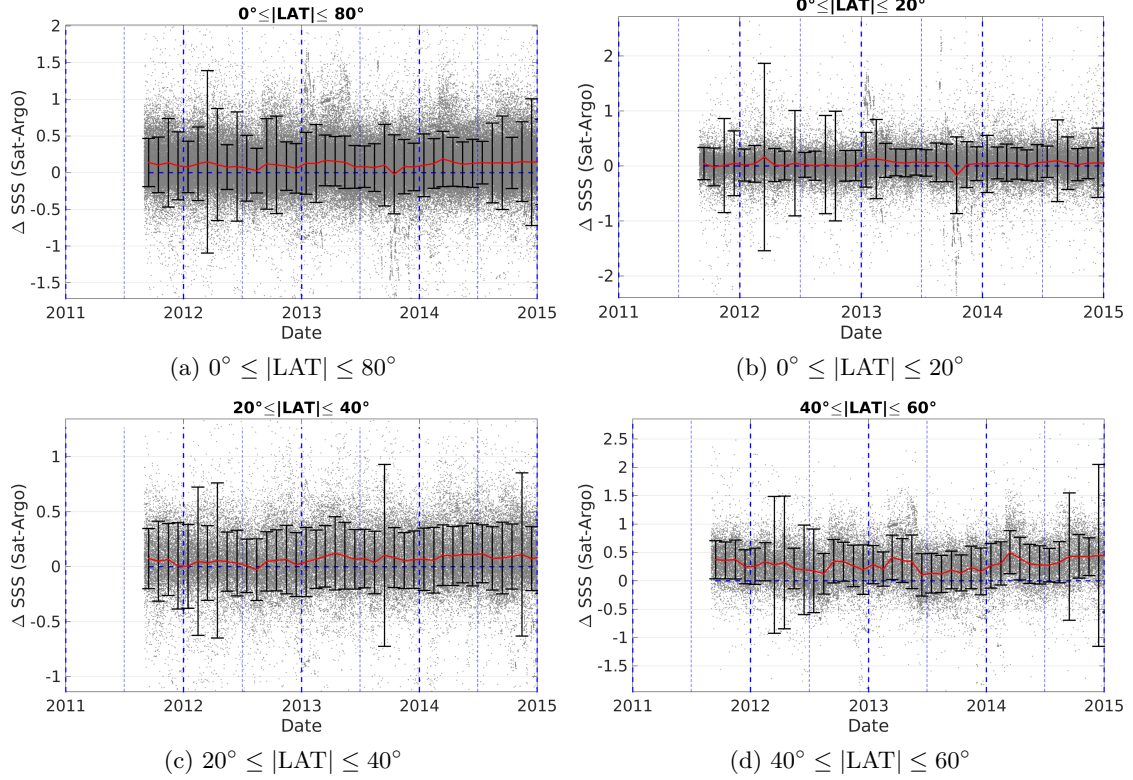 0°≤|LAT|≤ 80°
Δ SSS (Sat-Argo)
2
1.5
1
0.5
0
-0.5
-1
-1.5
2011 2012 2013 2014 2015
Date
(a) 0° ≤ |LAT| ≤ 80°
0°≤|LAT|≤ 20°
Δ SSS (Sat-Argo)
2
1
0
-1
-2
2011 2012 2013 2014 2015
Date
(b) 0° ≤ |LAT| ≤ 20°
20°≤|LAT|≤ 40°
Δ SSS (Sat-Argo)
1
0.5
0
-0.5
-1
2011 2012 2013 2014 2015
Date
(c) 20° ≤ |LAT| ≤ 40°
40°≤|LAT|≤ 60°
Δ SSS (Sat-Argo)
2.5
2
1.5
1
0.5
0
-0.5
-1
-1.5
2011 2012 2013 2014 2015
Date
(d) 40° ≤ |LAT| ≤ 60°